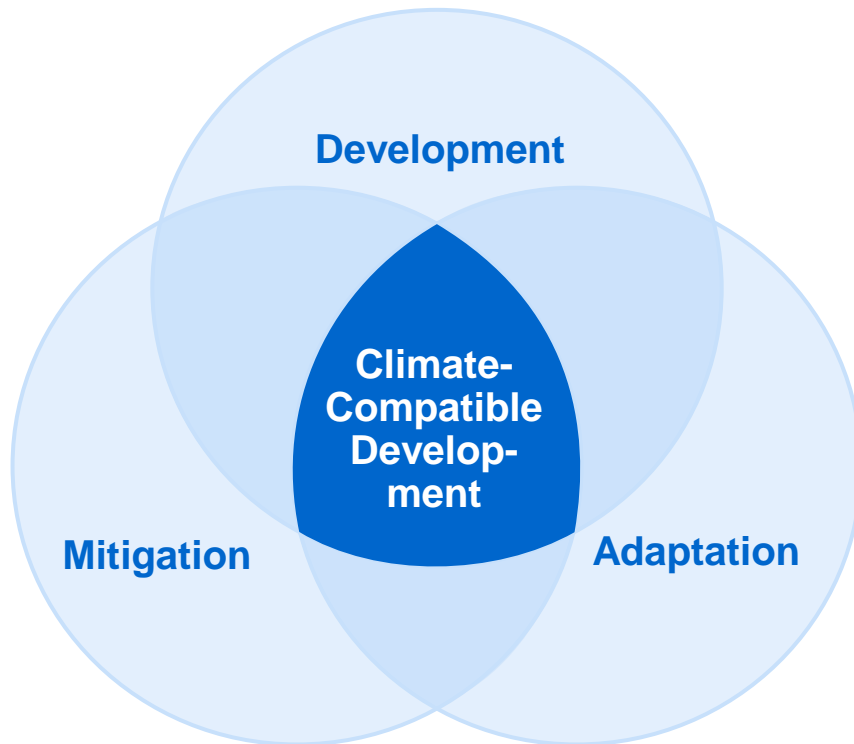 Development
Climate-
Compatible
Develop-
ment
Mitigation
Adaptation